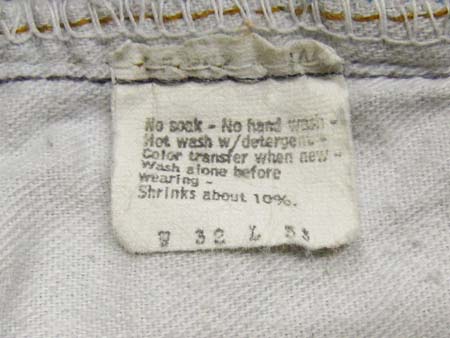 No soak - No hand wash -
Hot wash w/detergent -
Color transfer when new -
Wash alone before
wearing -
Shrinks about 10%.
W 32 L 33